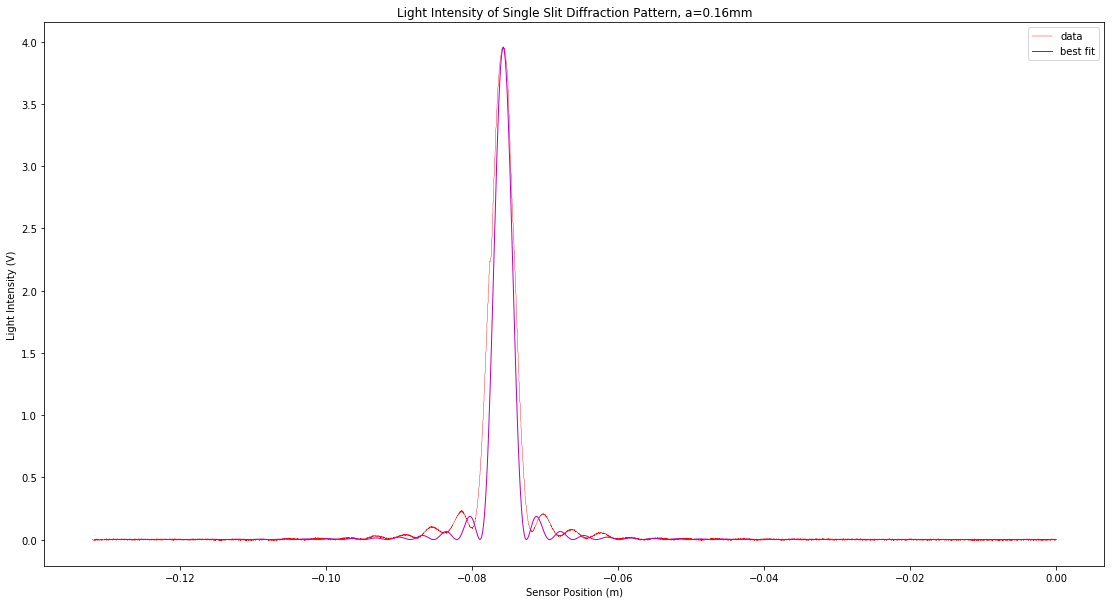 Light Intensity of Single Slit Diffraction Pattern, a=0.16mm
data
best fit
4.0
3.5
3.0
2.5
2.0
1.5
1.0
0.5
0.0
Light Intensity (V)
−0.12 −0.10 −0.08 −0.06 −0.04 −0.02 0.00
Sensor Position (m)